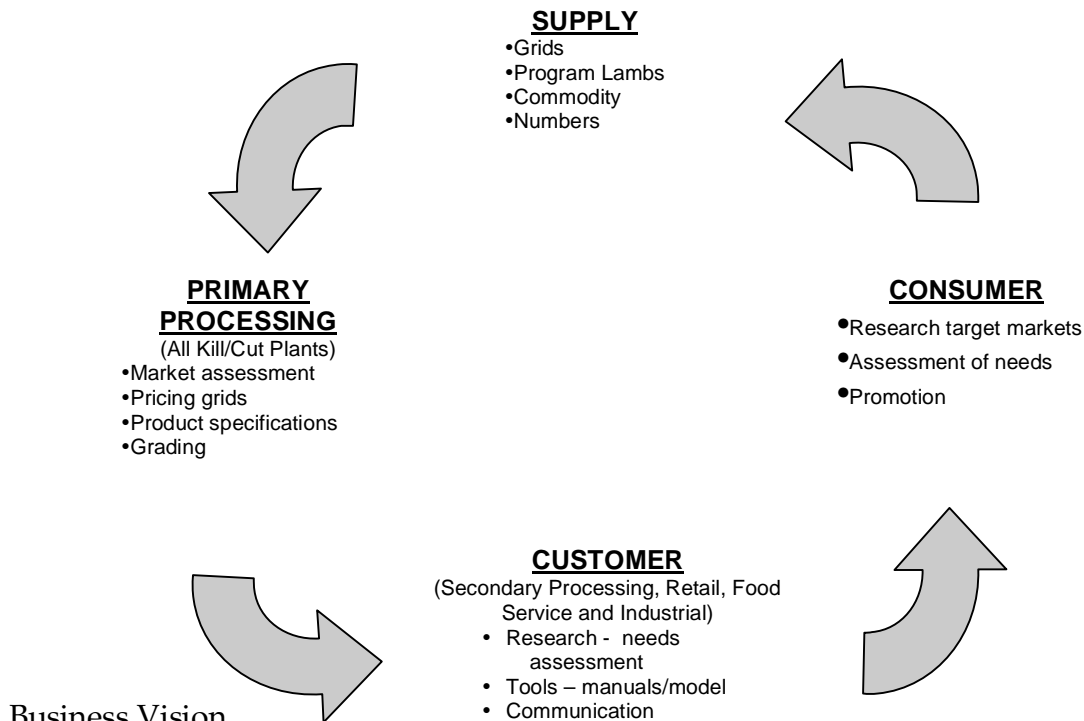 SUPPLY
•Grids
•Program Lambs
•Commodity
•Numbers
PRIMARY
PROCESSING
(All Kill/Cut Plants)
•Market assessment
•Pricing grids
•Product specifications
•Grading
CONSUMER
•Research target markets
•Assessment of needs
•Promotion
CUSTOMER
(Secondary Processing, Retail, Food
Service and Industrial)
• Research - needs
assessment
• Tools – manuals/model
• Communication
Business Vision